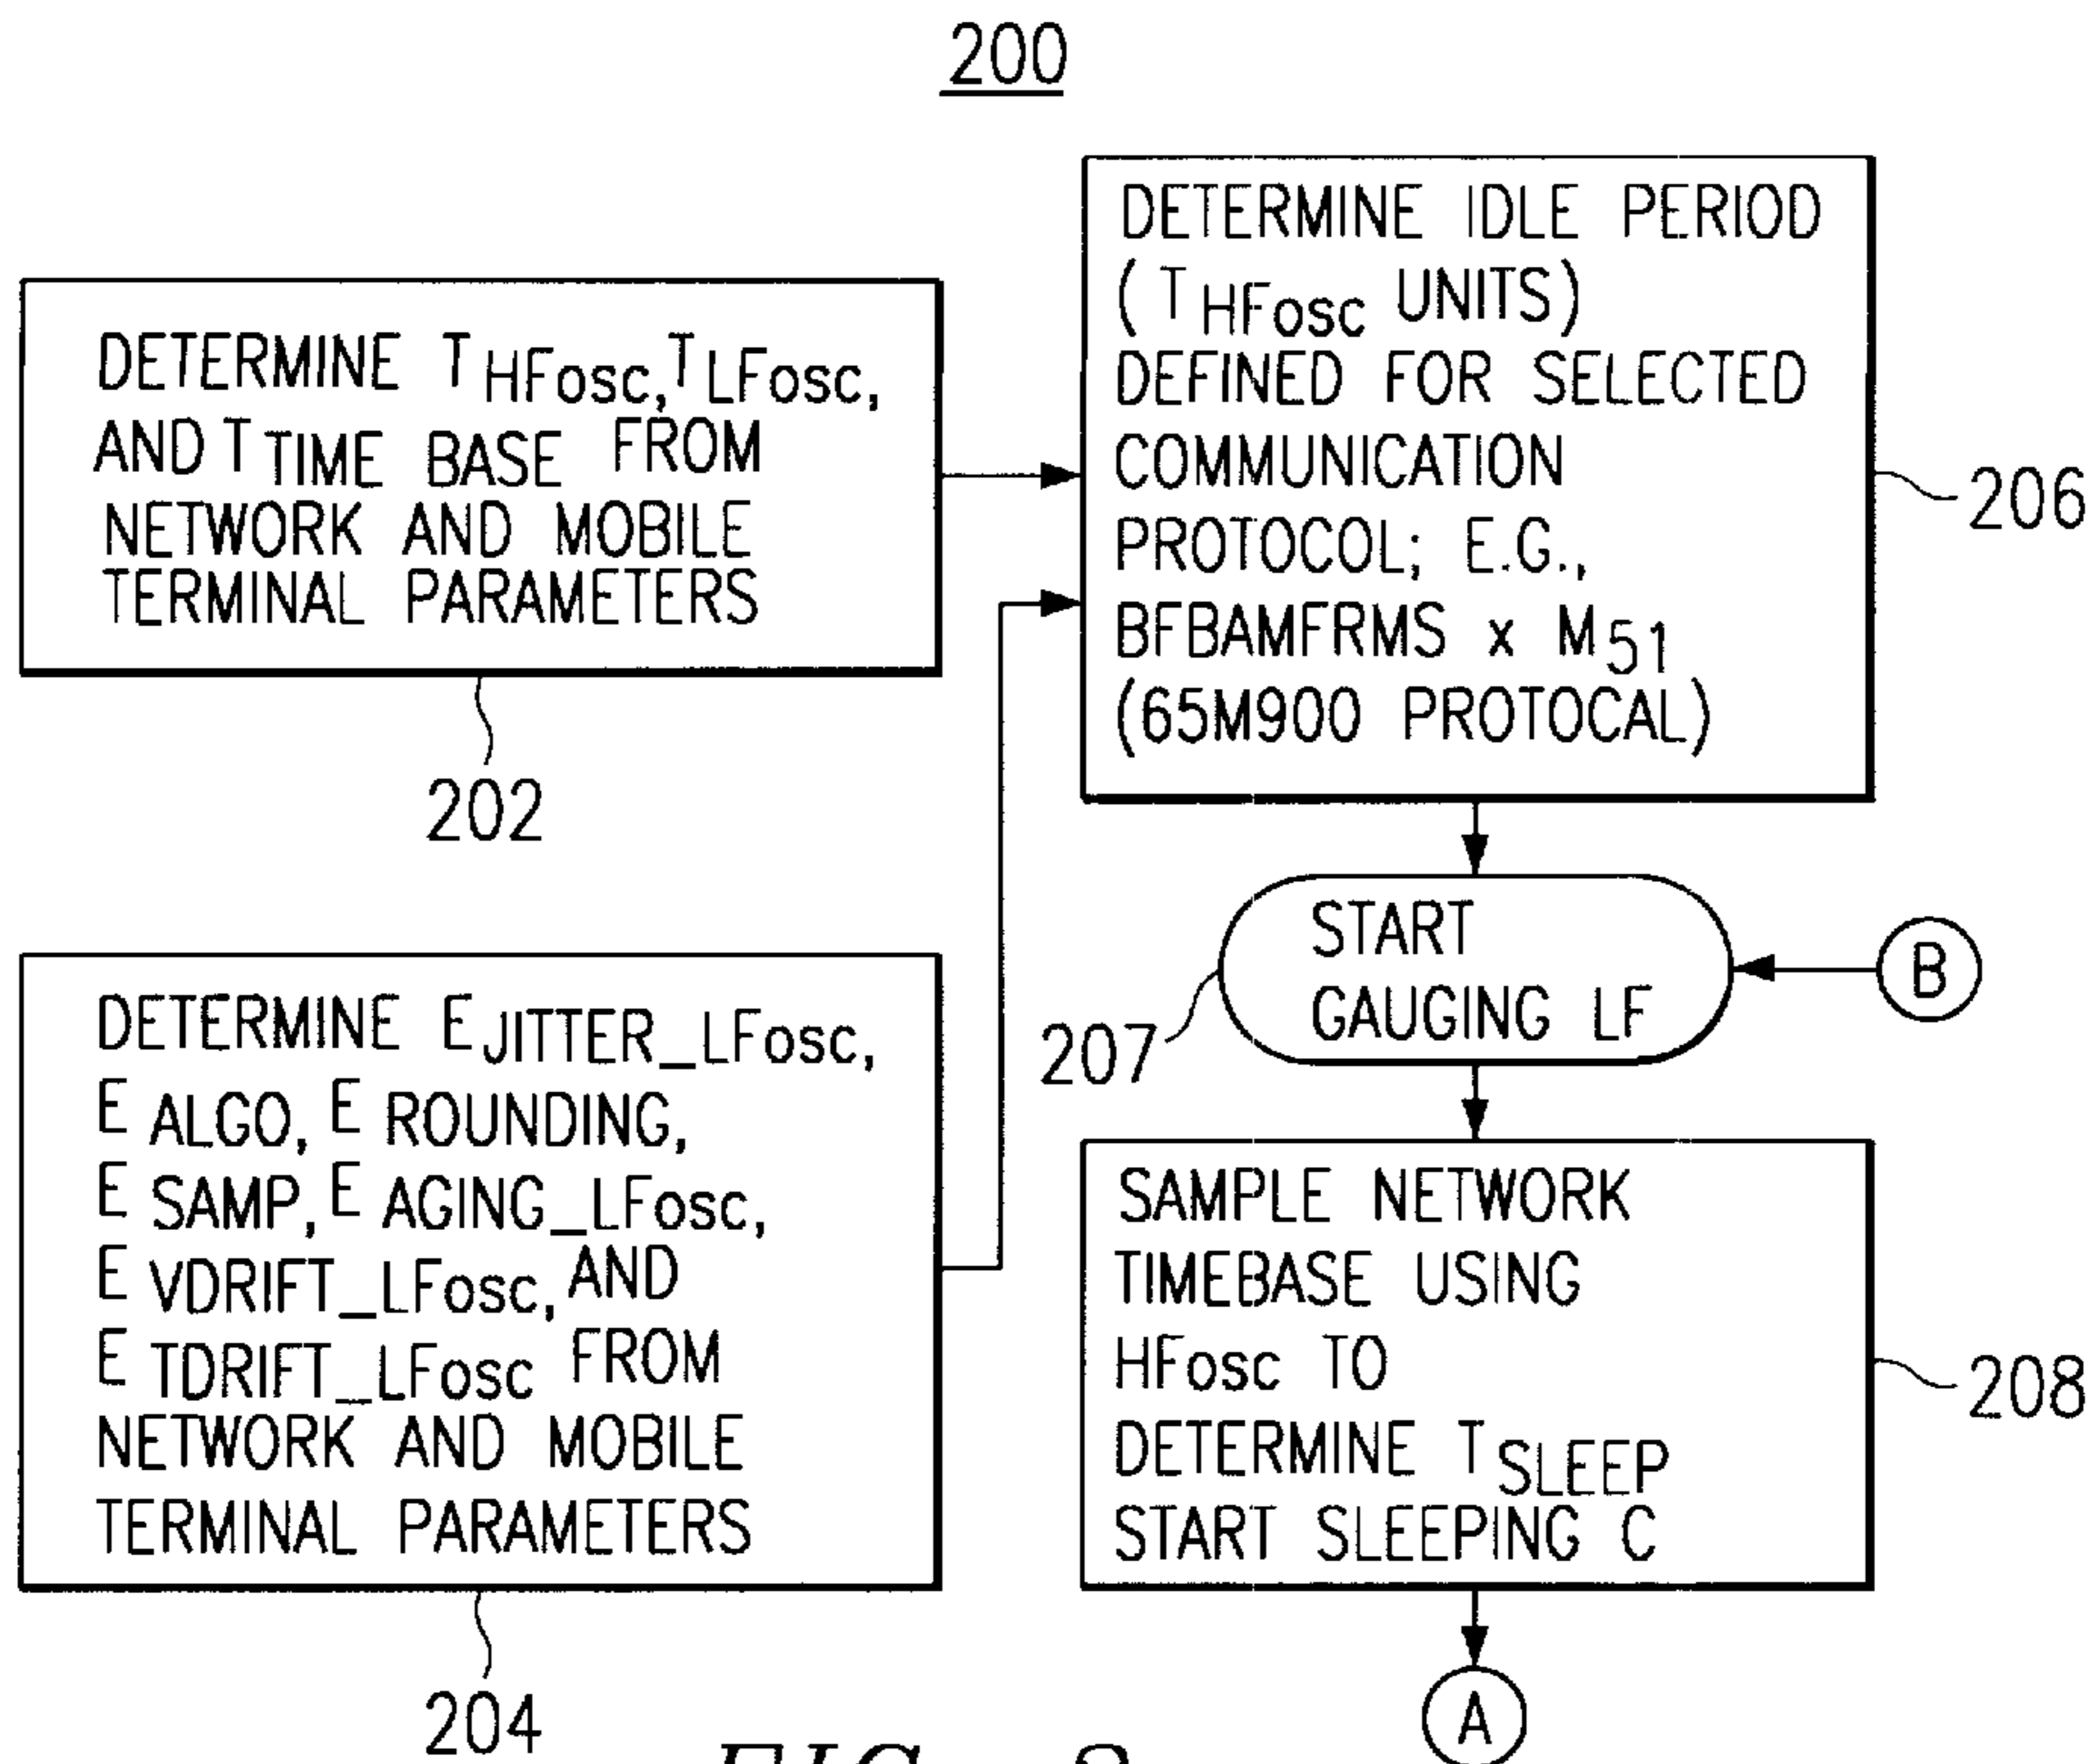 200
DETERMINE T HFosc, T LFosc,
AND T TIME BASE FROM
NETWORK AND MOBILE
TERMINAL PARAMETERS
202
DETERMINE E JITTER_LFosc,
E ALGO, E ROUNDING,
E SAMP, E AGING_LFosc,
E VDRIFT_LFosc, AND
E TDRIFT_LFosc FROM
NETWORK AND MOBILE
TERMINAL PARAMETERS
204
DETERMINE IDLE PERIOD
( T HFosc UNITS)
DEFINED FOR SELECTED
COMMUNICATION
PROTOCOL; E.G.,
BFBAMFRMS x M 51
(65M900 PROTOCAL)
206
START
GAUGING LF
207
B
SAMPLE NETWORK
TIMEBASE USING
HFosc TO
DETERMINE T SLEEP
START SLEEPING C
208
A